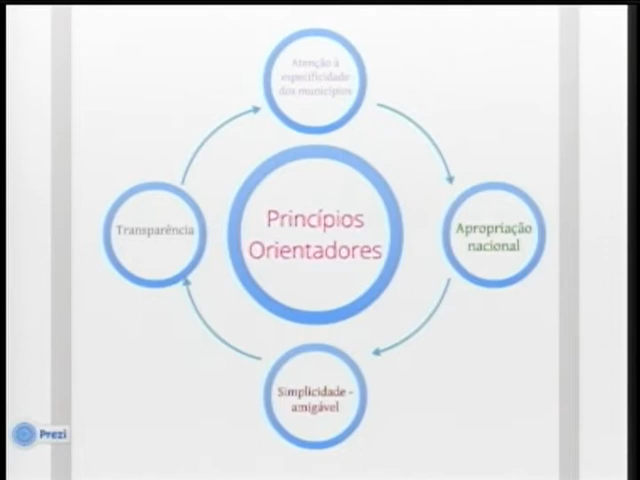 Atenção à
especificidade
dos municípios
Transparência
Princípios
Orientadores
Apropriação
nacional
Simplicidade -
amigável
Prezi